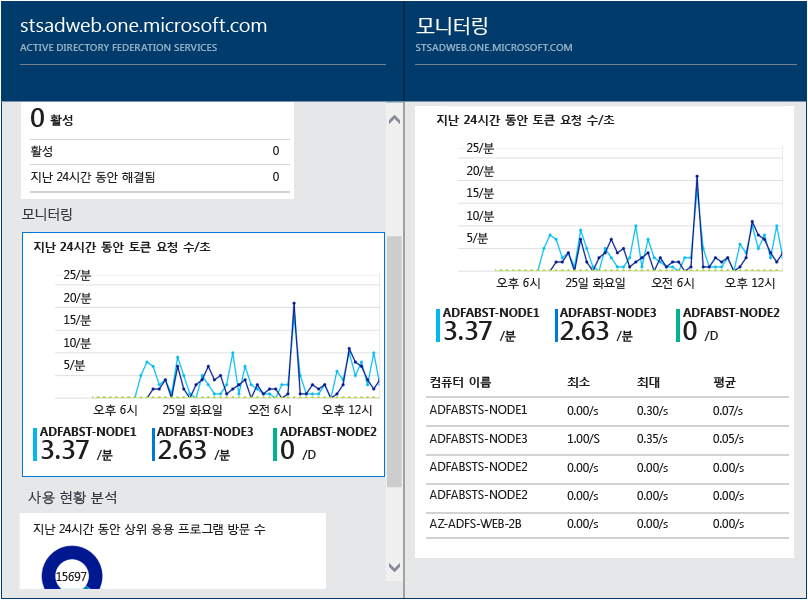 stsadweb.one.microsoft.com
ACTIVE DIRECTORY FEDERATION SERVICES
0 활성
활성 0
지난 24시간 동안 해결됨 0
모니터링
지난 24시간 동안 토큰 요청 수/초
25/분
20/분
15/분
10/분
5/분
오후 6시 25일 화요일 오전 6시 오후 12시
ADFABST-NODE1 ADFABST-NODE3 ADFABST-NODE2
3.37 /분 2.63 /분 0 /D
사용 현황 분석
지난 24시간 동안 상위 응용 프로그램 방문 수
15697
모니터링
STSADWEB.ONE.MICROSOFT.COM
지난 24시간 동안 토큰 요청 수/초
25/분
20/분
15/분
10/분
5/분
오후 6시 25일 화요일 오전 6시 오후 12시
ADFABST-NODE1 ADFABST-NODE3 ADFABST-NODE2
3.37 /분 2.63 /분 0 /D
컴퓨터 이름 최소 최대 평균
ADFABSTS-NODE1 0.00/s 0.30/s 0.07/s
ADFABSTS-NODE3 1.00/S 0.35/s 0.05/s
ADFABSTS-NODE2 0.00/s 0.00/s 0.00/s
ADFABSTS-NODE2 0.00/s 0.00/s 0.00/s
AZ-ADFS-WEB-2B 0.00/s 0.00/s 0.00/s